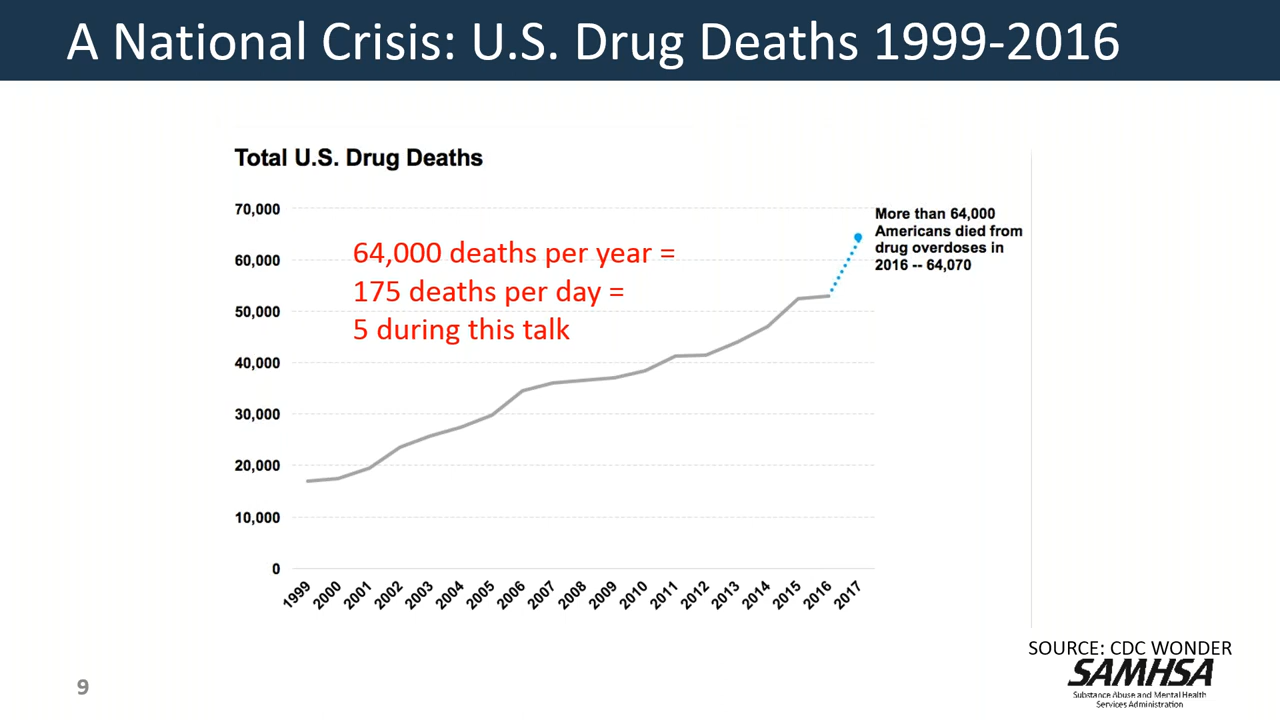 A National Crisis: U.S. Drug Deaths 1999-2016
Total U.S. Drug Deaths
70,000
60,000
50,000
40,000
30,000
20,000
10,000
0
64,000 deaths per year =
175 deaths per day =
5 during this talk
More than 64,000
Americans died from
drug overdoses in
2016 -- 64,070
1999 2000 2001 2002 2003 2004 2005 2006 2007 2008 2009 2010 2011 2012 2013 2014 2015 2016 2017
SOURCE: CDC WONDER
SAMHSA
Substance Abuse and Mental Health
Services Administration
9